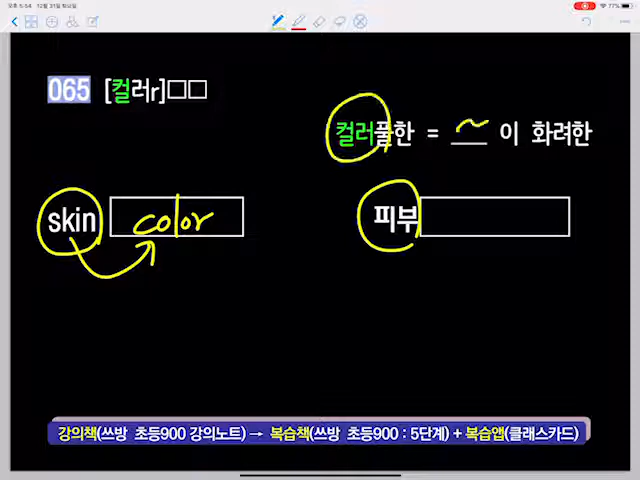 오후 5:54 12월 31일 화요일 77%
065 [컬러r]□□
컬러풀한 = ~ 이 화려한
skin color
피부
강의책(쓰방 초등900 강의노트) → 복습책(쓰방 초등900 : 5단계) + 복습앱(클래스카드)